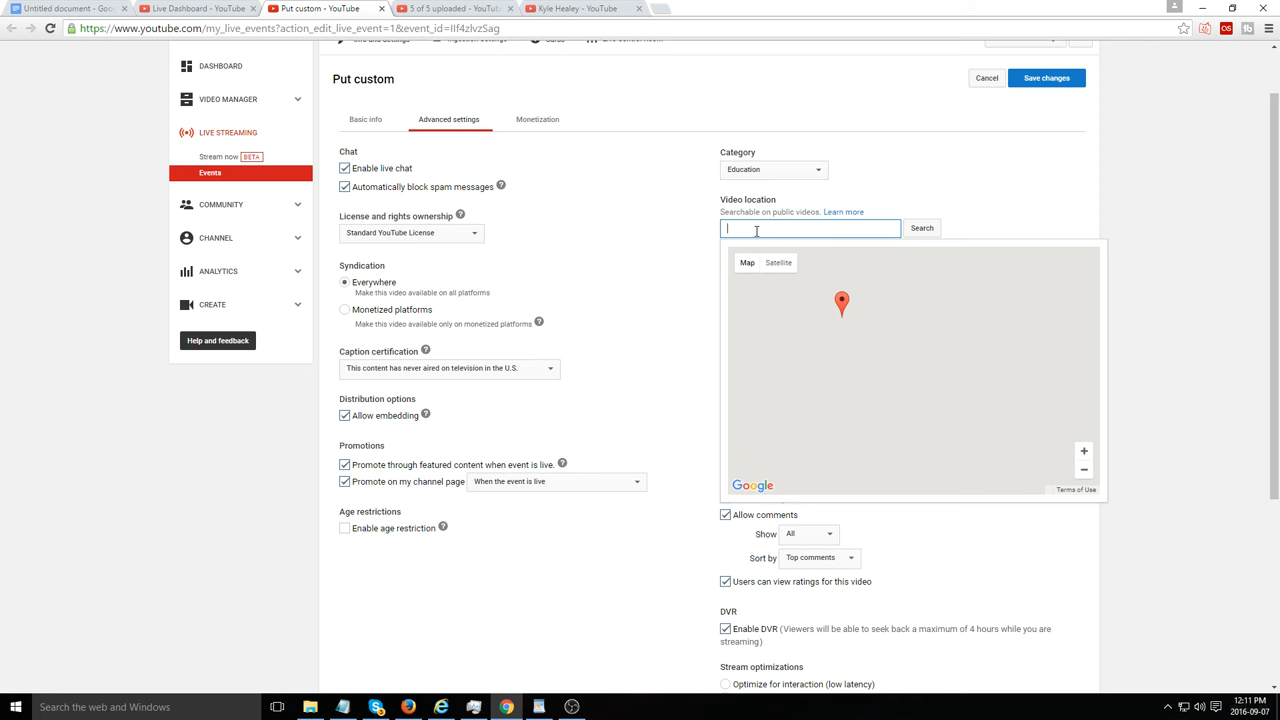 Untitled document - Goo
Live Dashboard - YouTube
Put custom - YouTube
5 of 5 uploaded - YouTu
Kyle Healey - YouTube
https://www.youtube.com/my_live_events?action_edit_live_event=1&event_id=IIf4zlvzSag
DASHBOARD
VIDEO MANAGER
LIVE STREAMING
Stream now BETA
Events
COMMUNITY
CHANNEL
ANALYTICS
CREATE
Help and feedback
Put custom
Cancel
Save changes
Basic info
Advanced settings
Monetization
Chat
Enable live chat
Automatically block spam messages
License and rights ownership
Standard YouTube License
Syndication
Everywhere
Make this video available on all platforms
Monetized platforms
Make this video available only on monetized platforms
Caption certification
This content has never aired on television in the U.S.
Distribution options
Allow embedding
Promotions
Promote through featured content when event is live.
Promote on my channel page
When the event is live
Age restrictions
Enable age restriction
Category
Education
Video location
Searchable on public videos. Learn more
Search
Map
Satellite
Google
Terms of Use
Allow comments
Show
All
Sort by
Top comments
Users can view ratings for this video
DVR
Enable DVR (Viewers will be able to seek back a maximum of 4 hours while you are
streaming)
Stream optimizations
Optimize for interaction (low latency)
Search the web and Windows
12:11 PM
2016-09-07